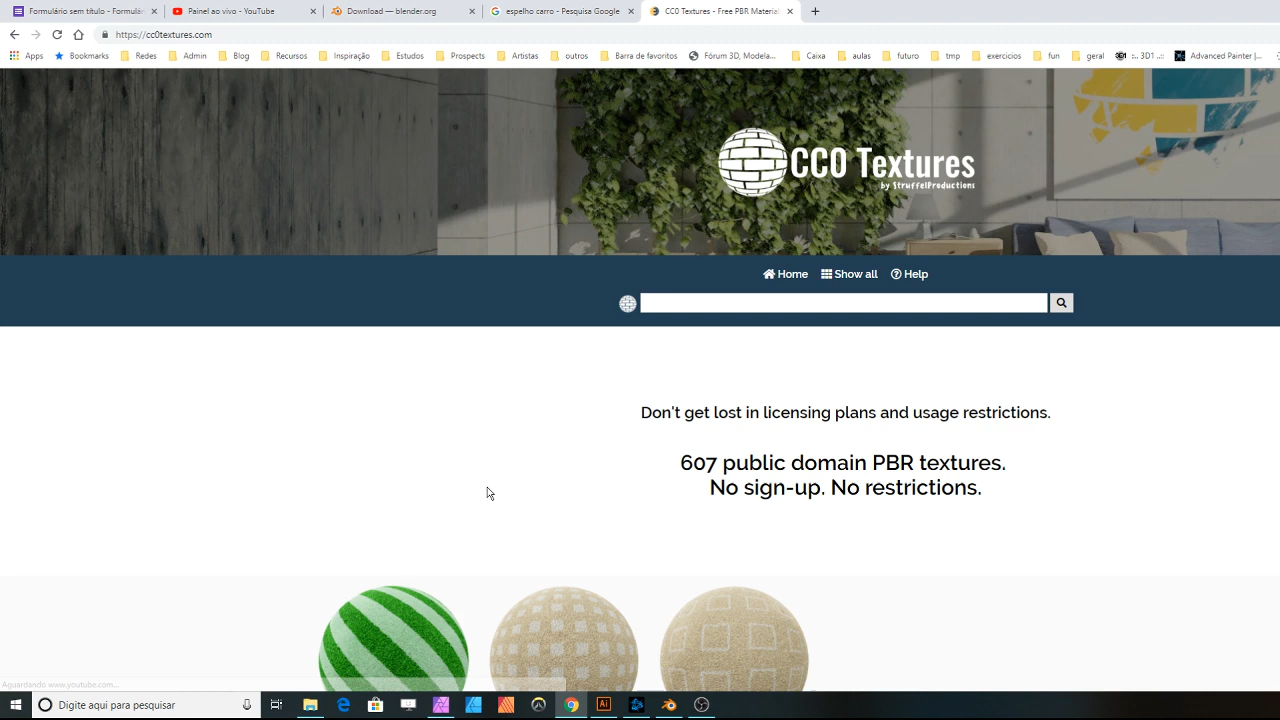 Formulário sem título - Formulár
Painel ao vivo - YouTube
Download — blender.org
espelho carro - Pesquisa Google
CC0 Textures - Free PBR Material
https://cc0textures.com
Apps
Bookmarks
Redes
Admin
Blog
Recursos
Inspiração
Estudos
Prospects
Artistas
outros
Barra de favoritos
Fórum 3D, Modela...
Caixa
aulas
futuro
tmp
exercicios
fun
geral
:.. 3D1 ..:
Advanced Painter |...
CC0 Textures
by StruffelProductions
Home
Show all
Help
Don't get lost in licensing plans and usage restrictions.
607 public domain PBR textures.
No sign-up. No restrictions.
Aguardando www.youtube.com...
Digite aqui para pesquisar
Ai